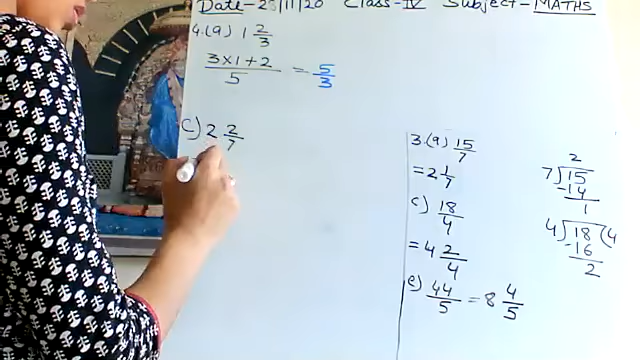 Date-28/11/20 Class-IV Subject-MATHS
4.(a) 1 2/3
3x1+2/5 = 5/3
C) 2 2/7
3.(a) 15/7
= 2 1/7
C) 18/4
= 4 2/4
e) 44/5 = 8 4/5
2
7)15
-14
1
4)18(4
-16
2